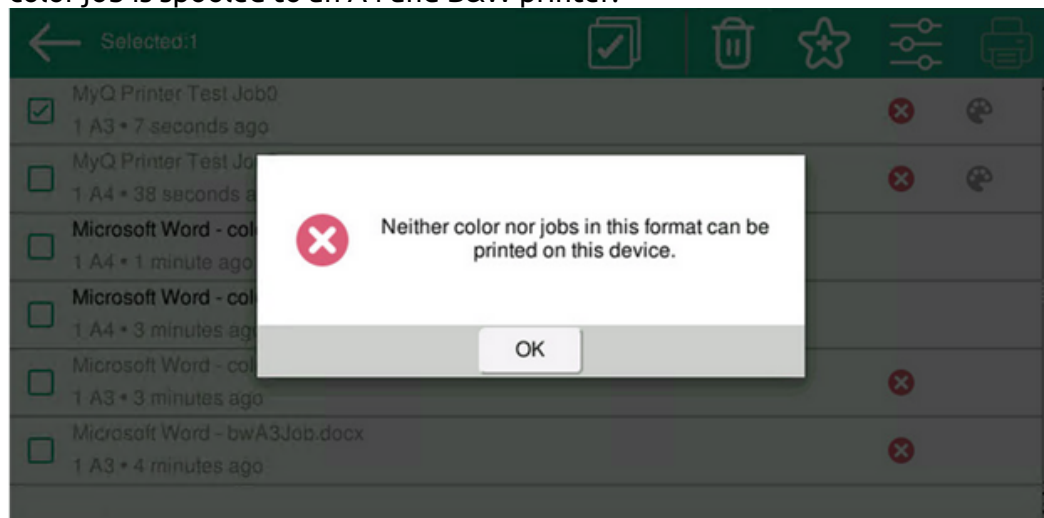 color job is spooled to an A4 and B&W printer.
Selected:1
MyQ Printer Test Job0
1 A3 • 7 seconds ago
MyQ Printer Test
1 A4 • 38 seconds
Neither color nor jobs in this format can be
printed on this device.
Microsoft Word - col
1 A4 • 1 minute ago
Microsoft Word - col
1 A4 • 3 minutes ago
OK
Microsoft Word - col
1 A3 • 3 minutes ago
Microsoft Word - bwA3Job.docx
1 A3 • 4 minutes ago